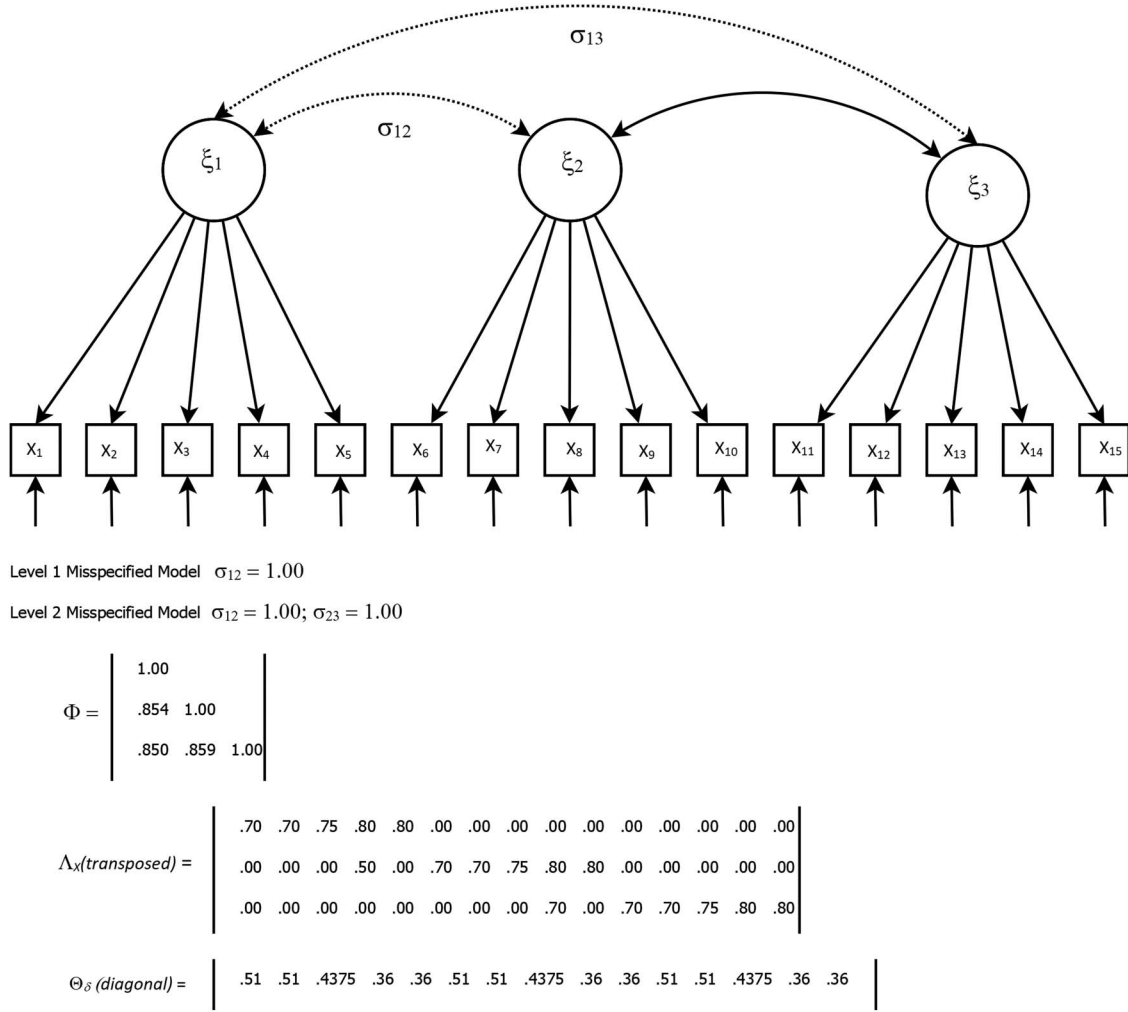 σ13
σ12
ξ1 ξ2 ξ3
X1 X2 X3 X4 X5 X6 X7 X8 X9 X10 X11 X12 X13 X14 X15
Level 1 Misspecified Model σ12 = 1.00
Level 2 Misspecified Model σ12 = 1.00; σ23 = 1.00
Φ =
1.00
.854 1.00
.850 .859 1.00
ΛX(transposed) =
.70 .70 .75 .80 .80 .00 .00 .00 .00 .00 .00 .00 .00 .00 .00
.00 .00 .00 .50 .00 .70 .70 .75 .80 .80 .00 .00 .00 .00 .00
.00 .00 .00 .00 .00 .00 .00 .00 .70 .00 .70 .70 .75 .80 .80
Θδ (diagonal) = .51 .51 .4375 .36 .36 .51 .51 .4375 .36 .36 .51 .51 .4375 .36 .36